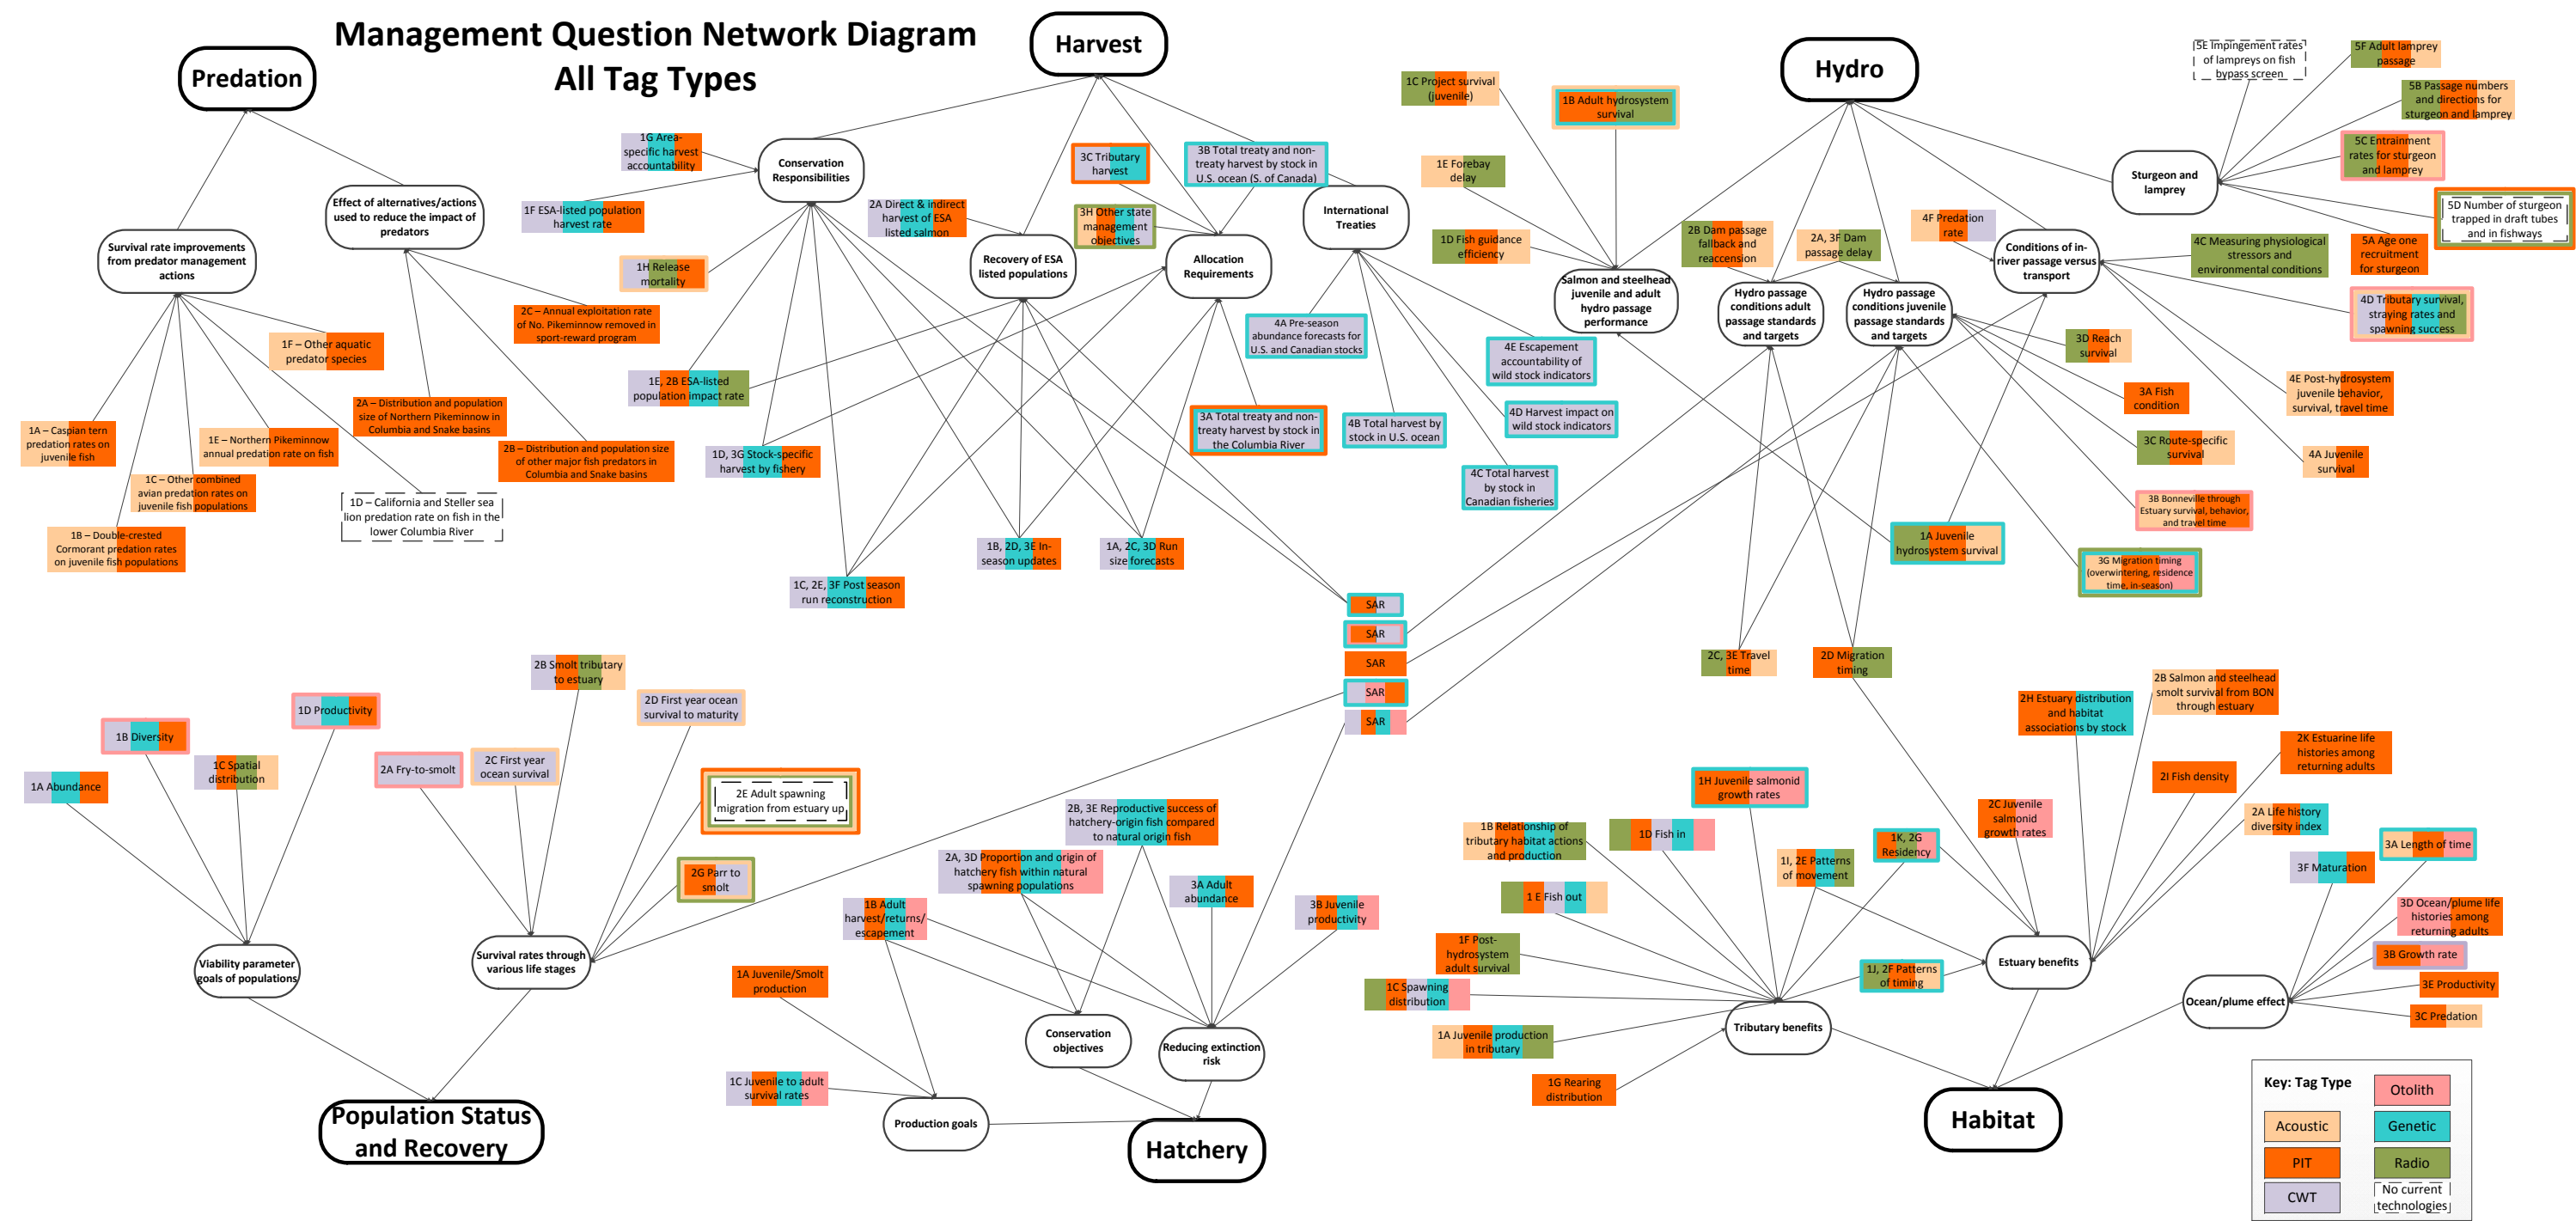 Management Question Network Diagram
All Tag Types
Predation
Survival rate improvements
from predator management
actions
Effect of alternatives/actions
used to reduce the impact of
predators
1F – Other aquatic
predator species
2C – Annual exploitation rate
of No. Pikeminnow removed in
sport-reward program
1A – Caspian tern
predation rates on
juvenile fish
1E – Northern Pikeminnow
annual predation rate on fish
2A – Distribution and population
size of Northern Pikeminnow in
Columbia and Snake basins
2B – Distribution and population size
of other major fish predators in
Columbia and Snake basins
1C – Other combined
avian predation rates on
juvenile fish populations
1D – California and Steller sea
lion predation rate on fish in the
lower Columbia River
1B – Double-crested
Cormorant predation rates
on juvenile fish populations
Harvest
1G Area-
specific harvest
accountability
Conservation
Responsibilities
1F ESA-listed population
harvest rate
1H Release
mortality
2A Direct & indirect
harvest of ESA
listed salmon
3C Tributary
harvest
3B Total treaty and non-
treaty harvest by stock in
U.S. ocean (S. of Canada)
3H Other state
management
objectives
International
Treaties
Recovery of ESA
listed populations
Allocation
Requirements
4A Pre-season
abundance forecasts for
U.S. and Canadian stocks
4E Escapement
accountability of
wild stock indicators
1E, 2B ESA-listed
population impact rate
3A Total treaty and non-
treaty harvest by stock in
the Columbia River
4B Total harvest by
stock in U.S. ocean
4D Harvest impact on
wild stock indicators
1D, 3G Stock-specific
harvest by fishery
4C Total harvest
by stock in
Canadian fisheries
1B, 2D, 3E In-
season updates
1A, 2C, 3D Run
size forecasts
1C, 2E, 3F Post season
run reconstruction
SAR
SAR
SAR
SAR
SAR
Hydro
1C Project survival
(juvenile)
1B Adult hydrosystem
survival
1E Forebay
delay
1D Fish guidance
efficiency
Salmon and steelhead
juvenile and adult
hydro passage
performance
2B Dam passage
fallback and
reaccension
2A, 3F Dam
passage delay
Hydro passage
conditions adult
passage standards
and targets
Hydro passage
conditions juvenile
passage standards
and targets
4F Predation
rate
Conditions of in-
river passage versus
transport
Sturgeon and
lamprey
5E Impingement rates
of lampreys on fish
bypass screen
5F Adult lamprey
passage
5B Passage numbers
and directions for
sturgeon and lamprey
5C Entrainment
rates for sturgeon
and lamprey
5D Number of sturgeon
trapped in draft tubes
and in fishways
4C Measuring physiological
stressors and
environmental conditions
5A Age one
recruitment
for sturgeon
4D Tributary survival,
straying rates and
spawning success
3D Reach
survival
4E Post-hydrosystem
juvenile behavior,
survival, travel time
3A Fish
condition
3C Route-specific
survival
4A Juvenile
survival
3B Bonneville through
Estuary survival, behavior,
and travel time
1A Juvenile
hydrosystem survival
3G Migration timing
(overwintering, residence
time, in-season)
2C, 3E Travel
time
2D Migration
timing
1A Abundance
1B Diversity
1C Spatial
distribution
1D Productivity
2A Fry-to-smolt
2C First year
ocean survival
2B Smolt tributary
to estuary
2D First year ocean
survival to maturity
2E Adult spawning
migration from estuary up
2G Parr to
smolt
Viability parameter
goals of populations
Survival rates through
various life stages
Population Status
and Recovery
2B, 3E Reproductive success of
hatchery-origin fish compared
to natural origin fish
2A, 3D Proportion and origin of
hatchery fish within natural
spawning populations
3A Adult
abundance
3B Juvenile
productivity
1B Adult
harvest/returns/
escapement
1A Juvenile/Smolt
production
1C Juvenile to adult
survival rates
Conservation
objectives
Reducing extinction
risk
Production goals
Hatchery
1H Juvenile salmonid
growth rates
1B Relationship of
tributary habitat actions
and production
1D Fish in
1I, 2E Patterns
of movement
1K, 2G
Residency
1 E Fish out
1F Post-
hydrosystem
adult survival
1C Spawning
distribution
1J, 2F Patterns
of timing
1A Juvenile production
in tributary
1G Rearing
distribution
Tributary benefits
2H Estuary distribution
and habitat
associations by stock
2B Salmon and steelhead
smolt survival from BON
through estuary
2K Estuarine life
histories among
returning adults
2I Fish density
2C Juvenile
salmonid
growth rates
2A Life history
diversity index
Estuary benefits
3A Length of time
3F Maturation
3D Ocean/plume life
histories among
returning adults
3B Growth rate
3E Productivity
3C Predation
Ocean/plume effect
Habitat
Key: Tag Type
Otolith
Acoustic
Genetic
PIT
Radio
CWT
No current
technologies